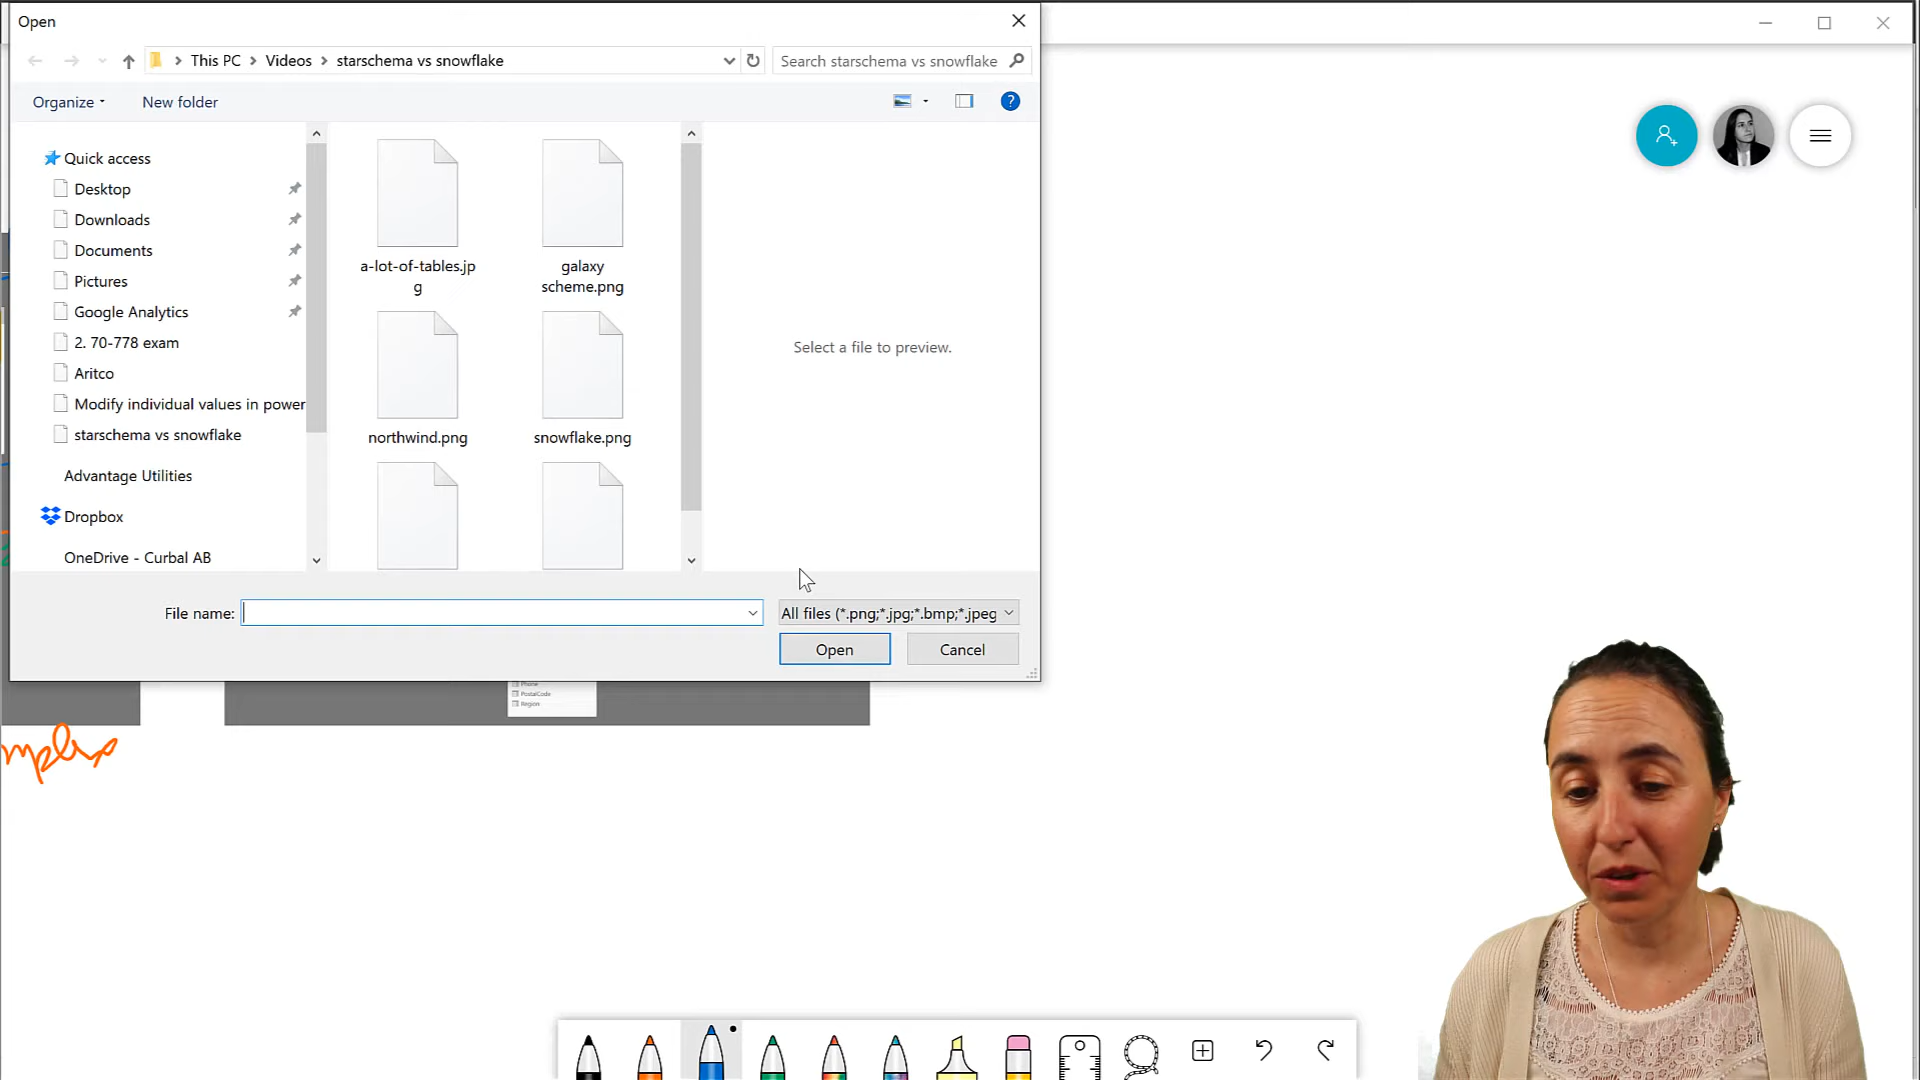 Open
This PC > Videos > starschema vs snowflake
Search starschema vs snowflake
Organize
New folder
?
Quick access
Desktop
Downloads
Documents
Pictures
Google Analytics
2. 70-778 exam
Aritco
Modify individual values in power
starschema vs snowflake
Advantage Utilities
Dropbox
OneDrive - Curbal AB
a-lot-of-tables.jp
g
galaxy
scheme.png
northwind.png
snowflake.png
Select a file to preview.
File name:
All files (*.png;*.jpg;*.bmp;*.jpeg
Open
Cancel
Phone
PostalCode
Region